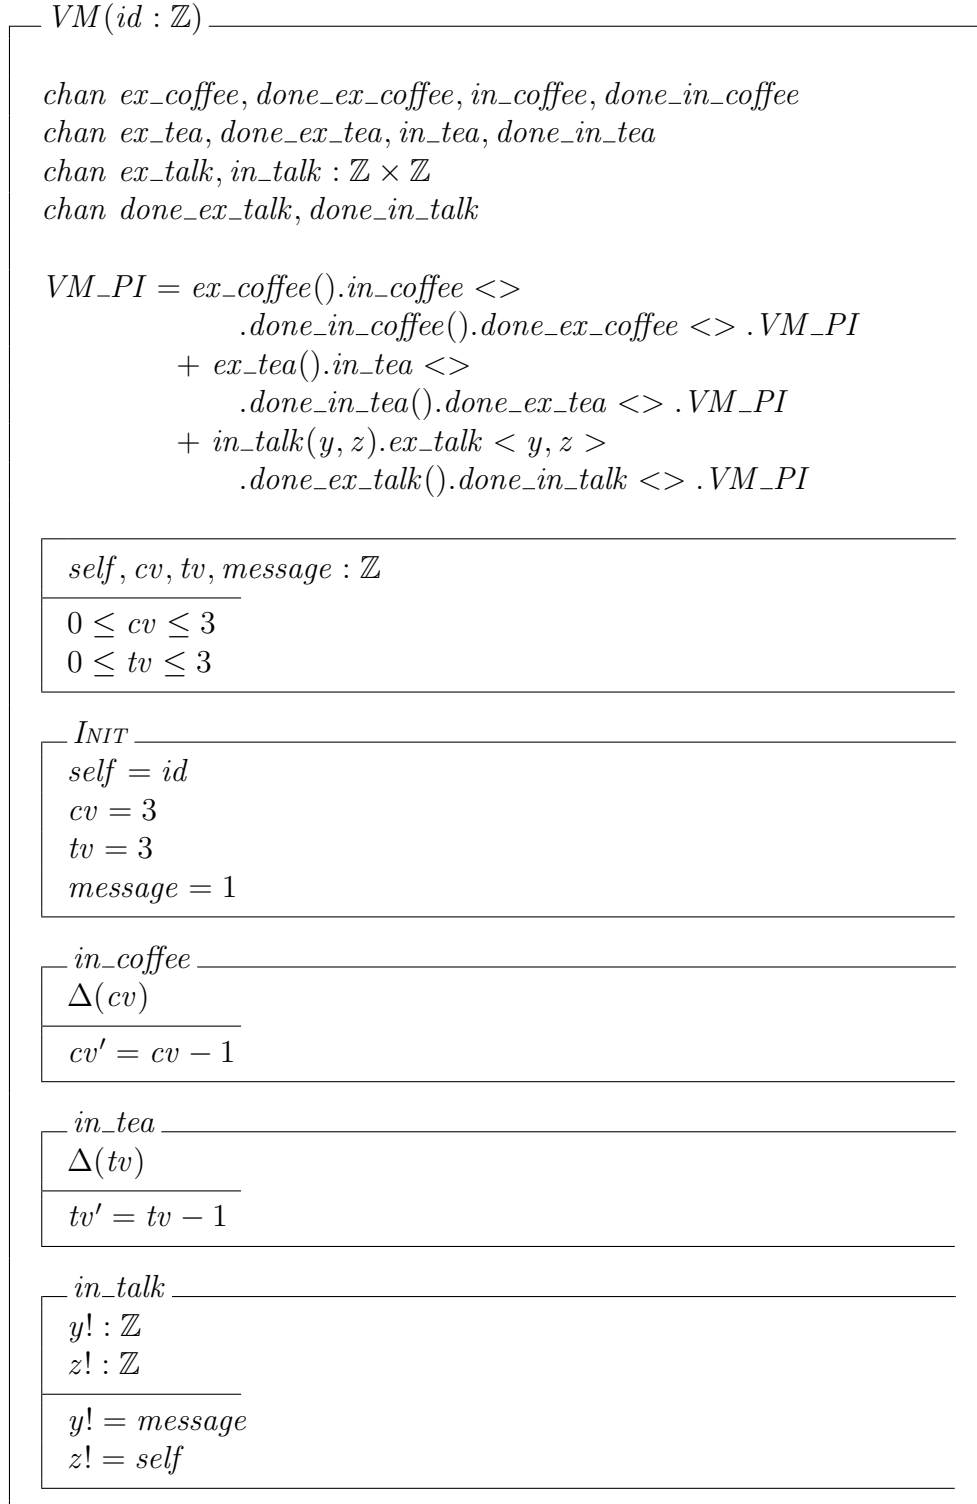 VM(id : ℤ)
chan ex_coffee, done_ex_coffee, in_coffee, done_in_coffee
chan ex_tea, done_ex_tea, in_tea, done_in_tea
chan ex_talk, in_talk : ℤ × ℤ
chan done_ex_talk, done_in_talk
VM_PI = ex_coffee().in_coffee <>
.done_in_coffee().done_ex_coffee <> .VM_PI
+ ex_tea().in_tea <>
.done_in_tea().done_ex_tea <> .VM_PI
+ in_talk(y, z).ex_talk < y, z >
.done_ex_talk().done_in_talk <> .VM_PI
self, cv, tv, message : ℤ
0 ≤ cv ≤ 3
0 ≤ tv ≤ 3
INIT
self = id
cv = 3
tv = 3
message = 1
in_coffee
Δ(cv)
cv′ = cv − 1
in_tea
Δ(tv)
tv′ = tv − 1
in_talk
y! : ℤ
z! : ℤ
y! = message
z! = self